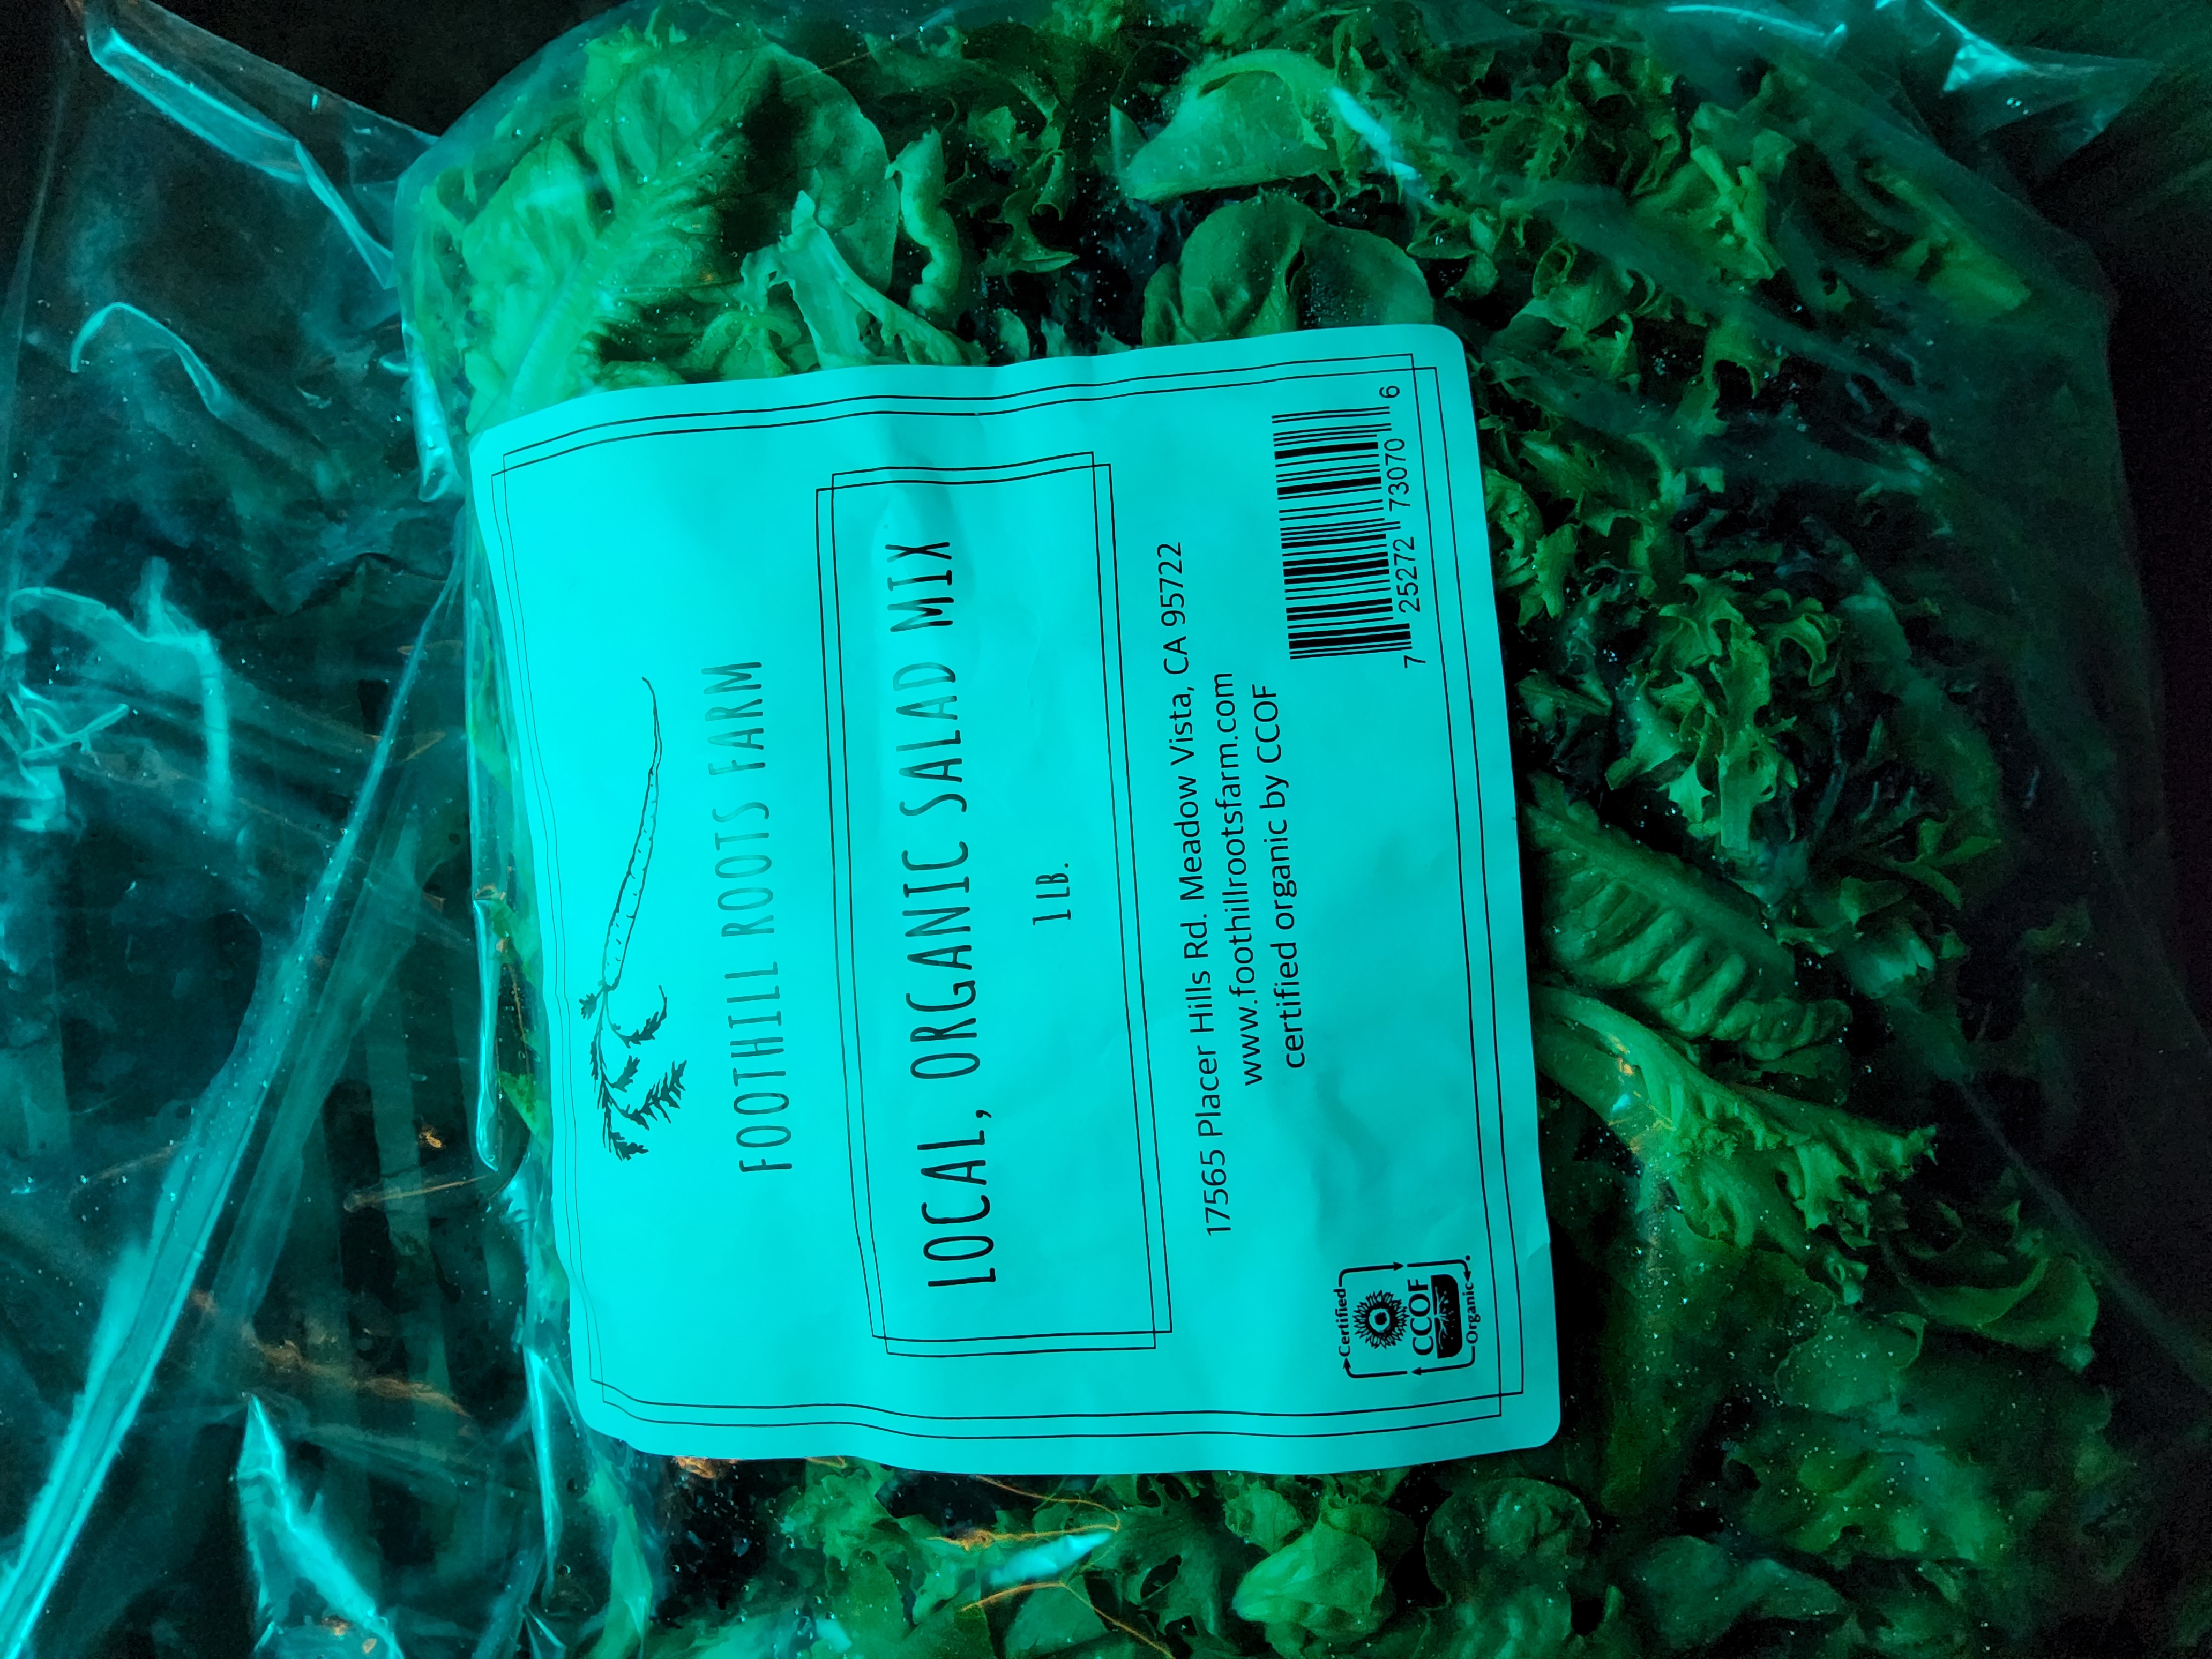 FOOTHILL ROOTS FARM
LOCAL, ORGANIC SALAD MIX
1 LB.
17565 Placer Hills Rd. Meadow Vista, CA 95722
www.foothillrootsfarm.com
certified organic by CCOF
Certified
CCOF
Organic
7 25272 73070 6